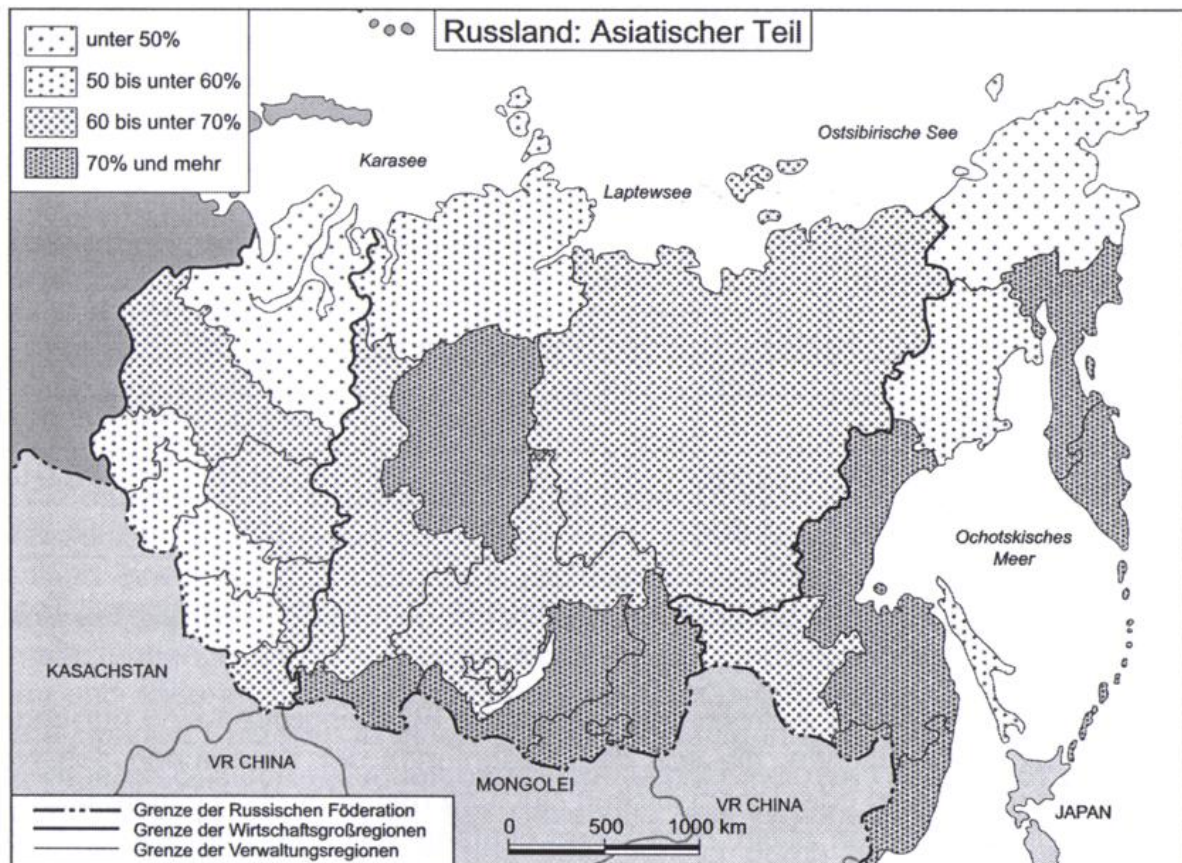 Russland: Asiatischer Teil
unter 50%
50 bis unter 60%
60 bis unter 70%
70% und mehr
Karasee
Laptewsee
Ostsibirische See
Ochotskisches
Meer
KASACHSTAN
VR CHINA
MONGOLEI
VR CHINA
JAPAN
Grenze der Russischen Föderation
Grenze der Wirtschaftsgroßregionen
Grenze der Verwaltungsregionen
0 500 1000 km